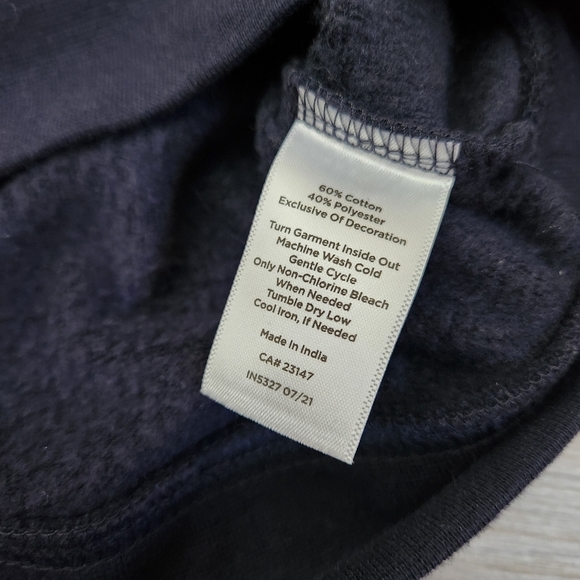 60% Cotton
40% Polyester
Exclusive Of Decoration
Turn Garment Inside Out
Machine Wash Cold
Gentle Cycle
Only Non-Chlorine Bleach
When Needed
Tumble Dry Low
Cool Iron, If Needed
Made in India
CA# 23147
IN5327 07/21